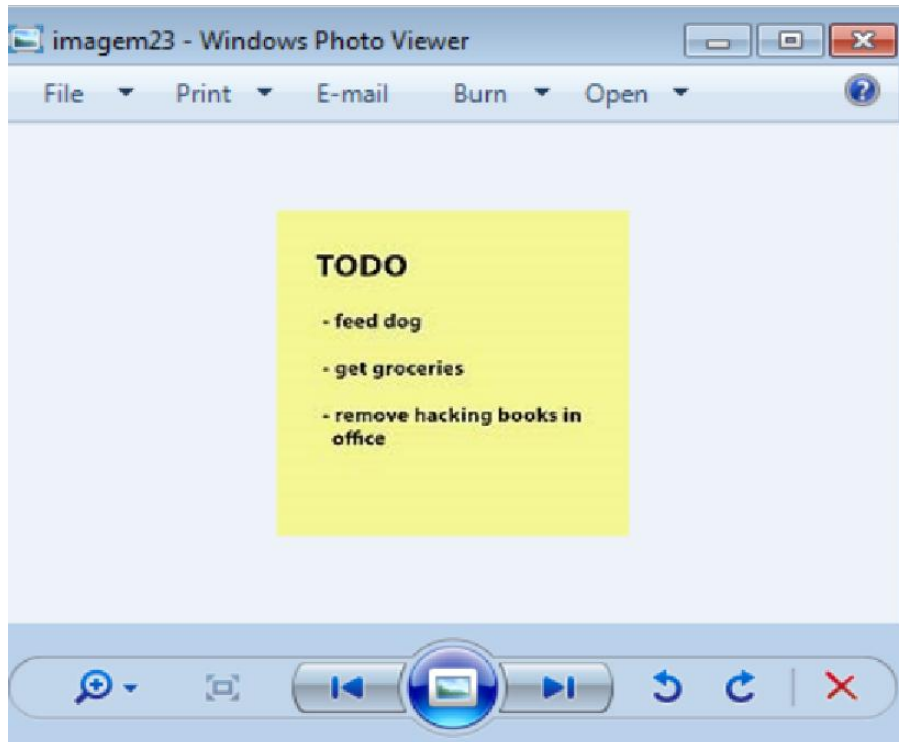 imagem23 - Windows Photo Viewer
File Print E-mail Burn Open
TODO
- feed dog
- get groceries
- remove hacking books in
office